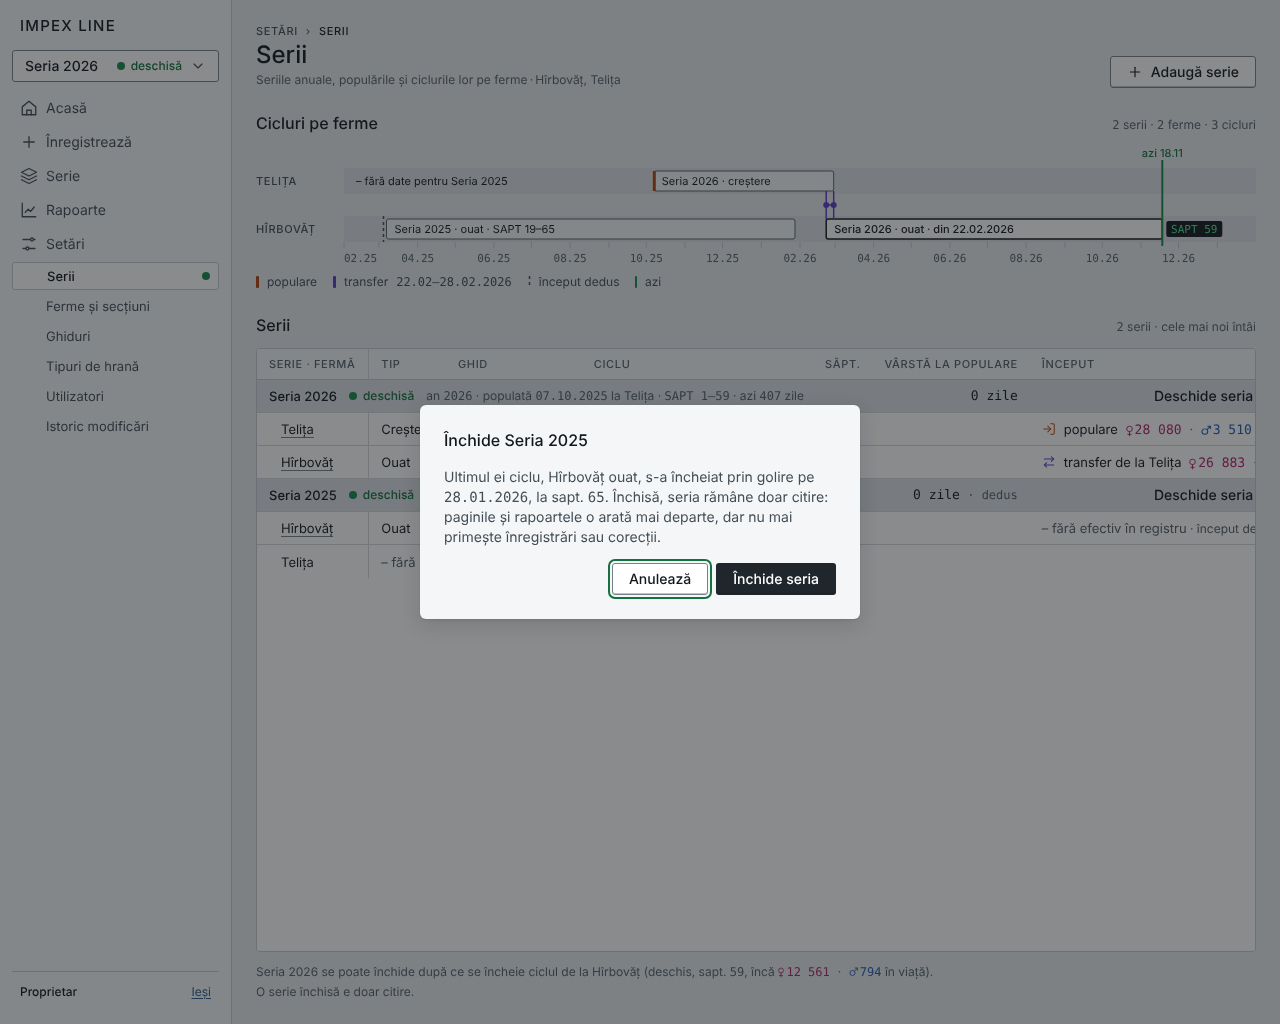 IMPEX LINE
Seria 2026 deschisă
Acasă
Înregistrează
Serie
Rapoarte
Setări
Serii
Ferme și secțiuni
Ghiduri
Tipuri de hrană
Utilizatori
Istoric modificări
Proprietar Ieși
SETĂRI › SERII
Serii
Seriile anuale, populările și ciclurile lor pe ferme · Hîrbovăț, Telița
Adaugă serie
Cicluri pe ferme
2 serii · 2 ferme · 3 cicluri
azi 18.11
TELIȚA – fără date pentru Seria 2025 Seria 2026 · creștere
HÎRBOVĂȚ Seria 2025 · ouat · SAPT 19–65 Seria 2026 · ouat · din 22.02.2026 SAPT 59
02.25 04.25 06.25 08.25 10.25 12.25 02.26 04.26 06.26 08.26 10.26 12.26
populare transfer 22.02–28.02.2026 început dedus azi
Serii
2 serii · cele mai noi întâi
SERIE · FERMĂ TIP GHID CICLU SĂPT. VÂRSTĂ LA POPULARE ÎNCEPUT
Seria 2026 deschisă an 2026 · populată 07.10.2025 la Telița · SAPT 1–59 · azi 407 zile 0 zile Deschide seria
Telița Crește populare ♀28 080 · ♂3 510
Hîrbovăț Ouat transfer de la Telița ♀26 883 ·
Seria 2025 deschisă 0 zile · dedus Deschide seria
Hîrbovăț Ouat – fără efectiv în registru · început de
Telița – fără
Închide Seria 2025
Ultimul ei ciclu, Hîrbovăț ouat, s-a încheiat prin golire pe
28.01.2026, la sapt. 65. Închisă, seria rămâne doar citire:
paginile și rapoartele o arată mai departe, dar nu mai
primește înregistrări sau corecții.
Anulează Închide seria
Seria 2026 se poate închide după ce se încheie ciclul de la Hîrbovăț (deschis, sapt. 59, încă ♀12 561 · ♂794 în viață).
O serie închisă e doar citire.